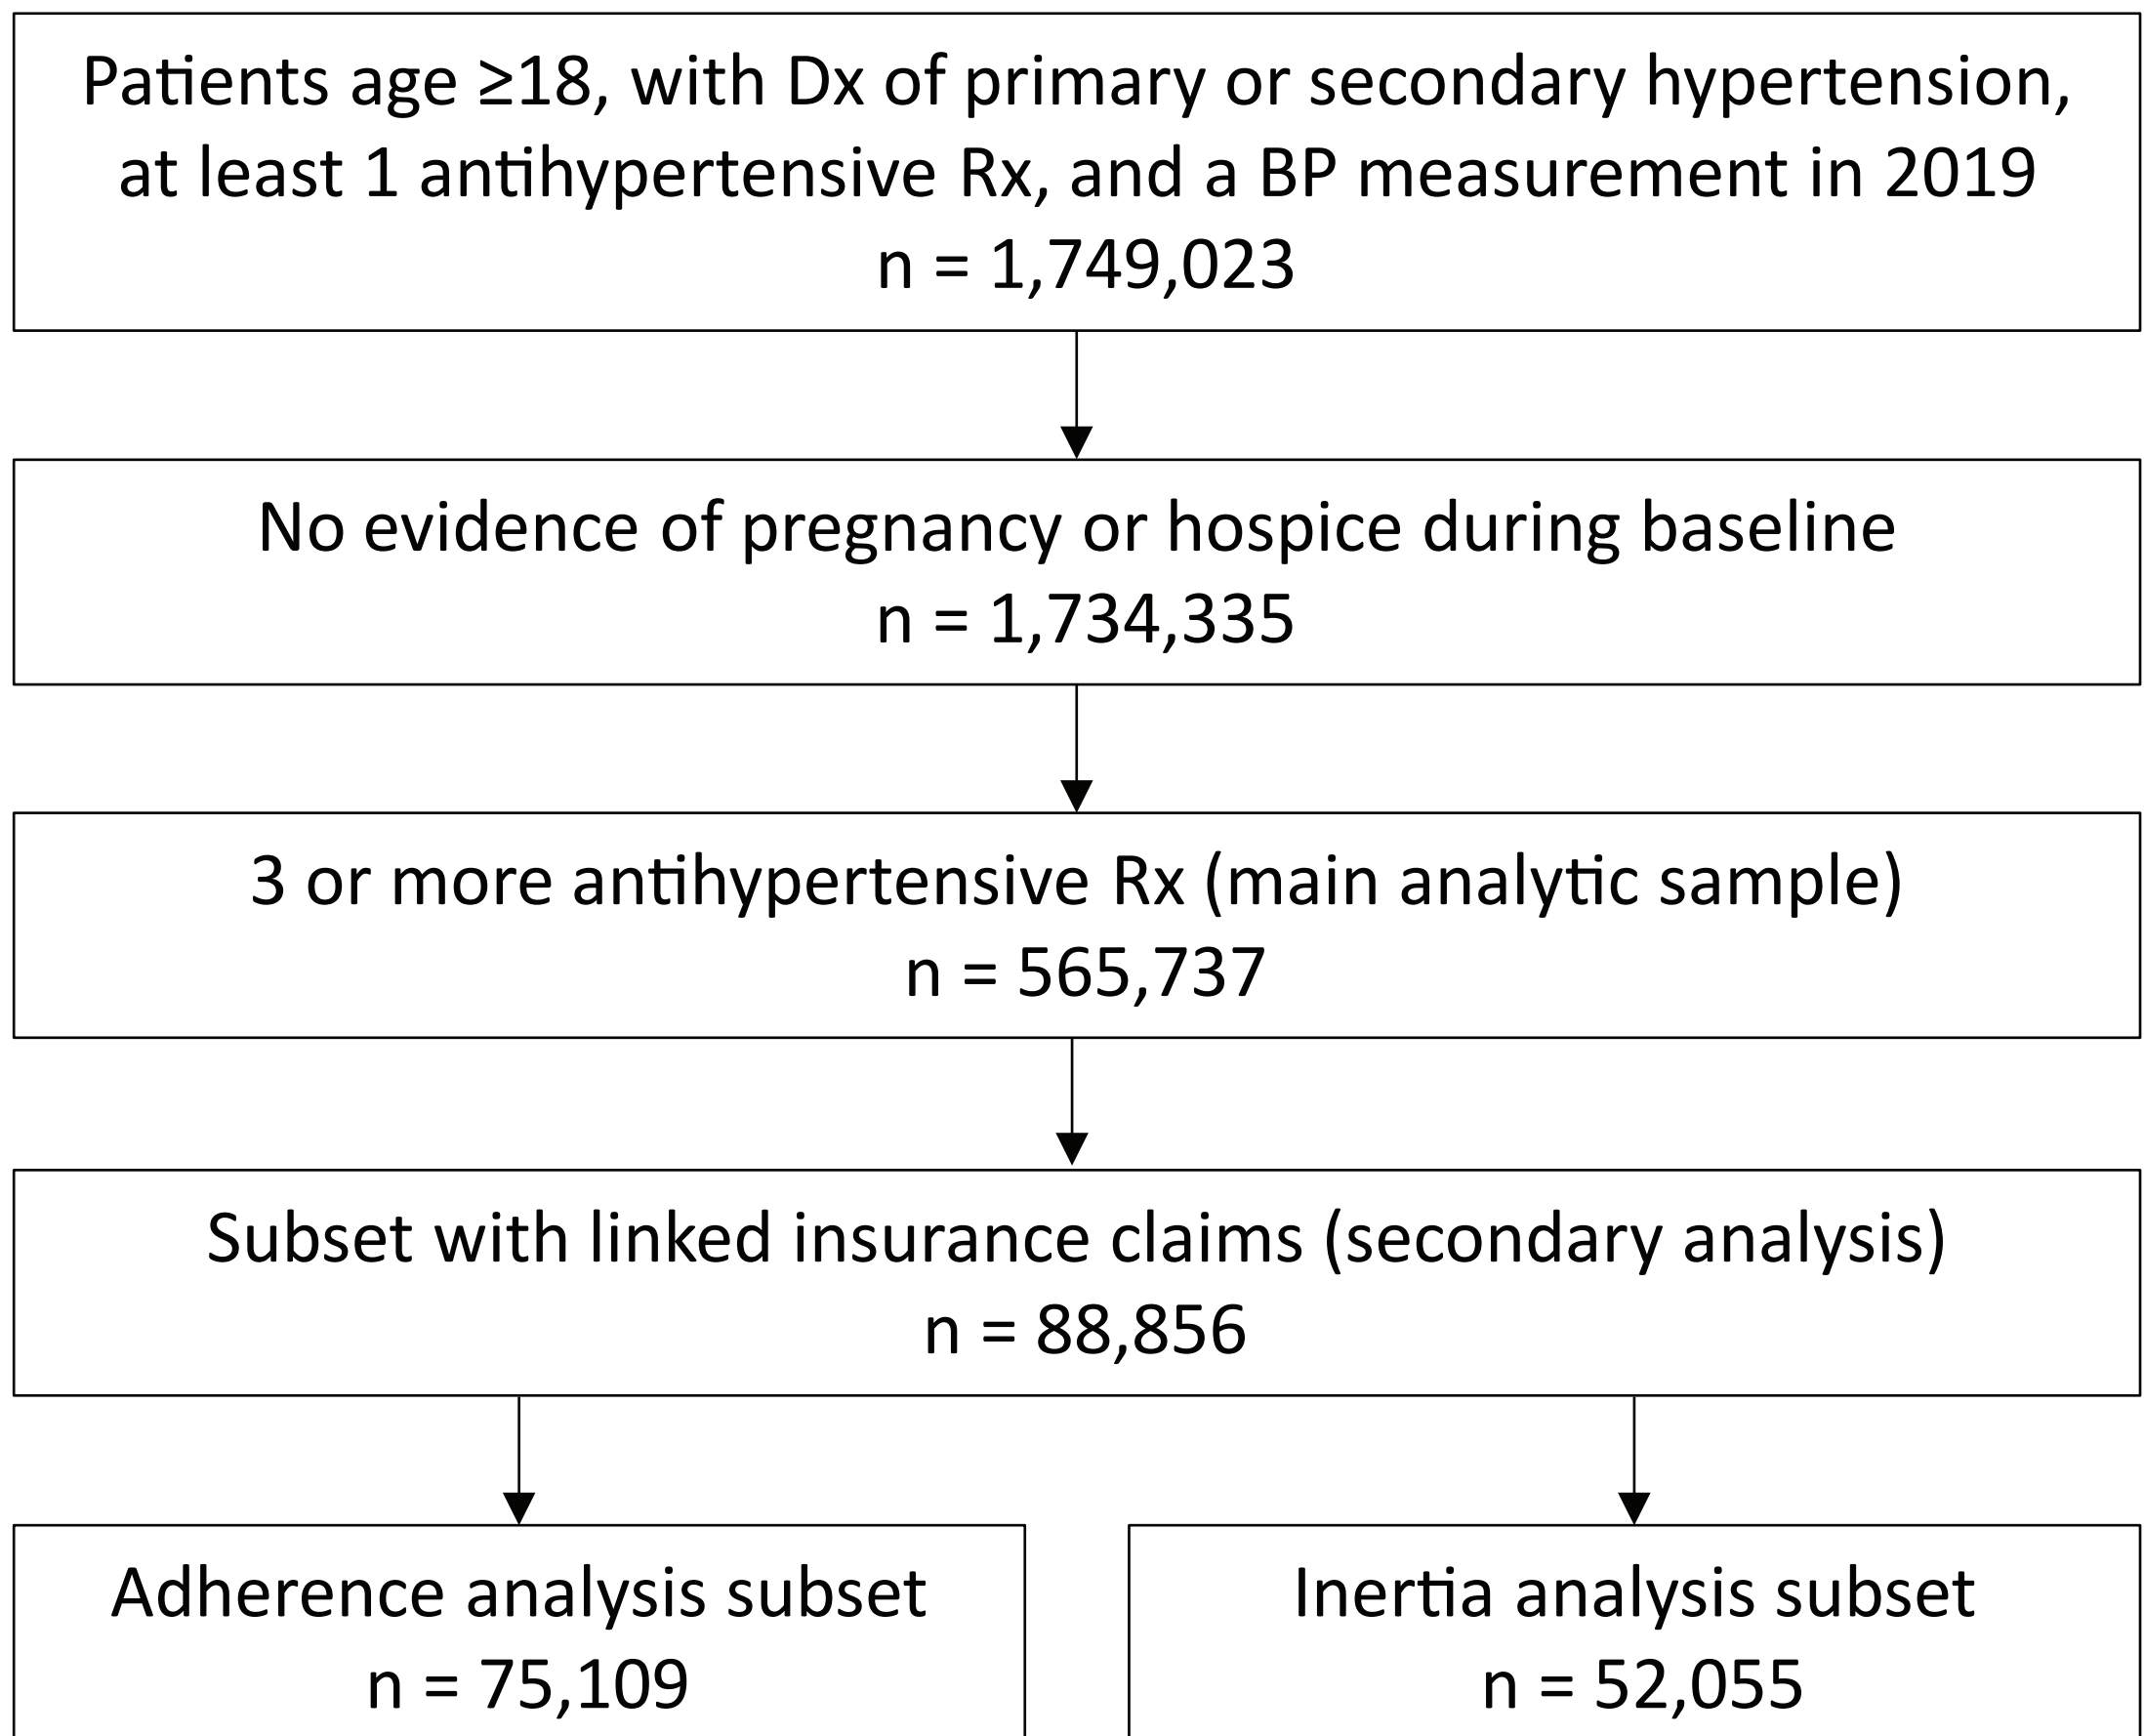 Patients age ≥18, with Dx of primary or secondary hypertension,
at least 1 antihypertensive Rx, and a BP measurement in 2019
n = 1,749,023
No evidence of pregnancy or hospice during baseline
n = 1,734,335
3 or more antihypertensive Rx (main analytic sample)
n = 565,737
Subset with linked insurance claims (secondary analysis)
n = 88,856
Adherence analysis subset
n = 75,109
Inertia analysis subset
n = 52,055